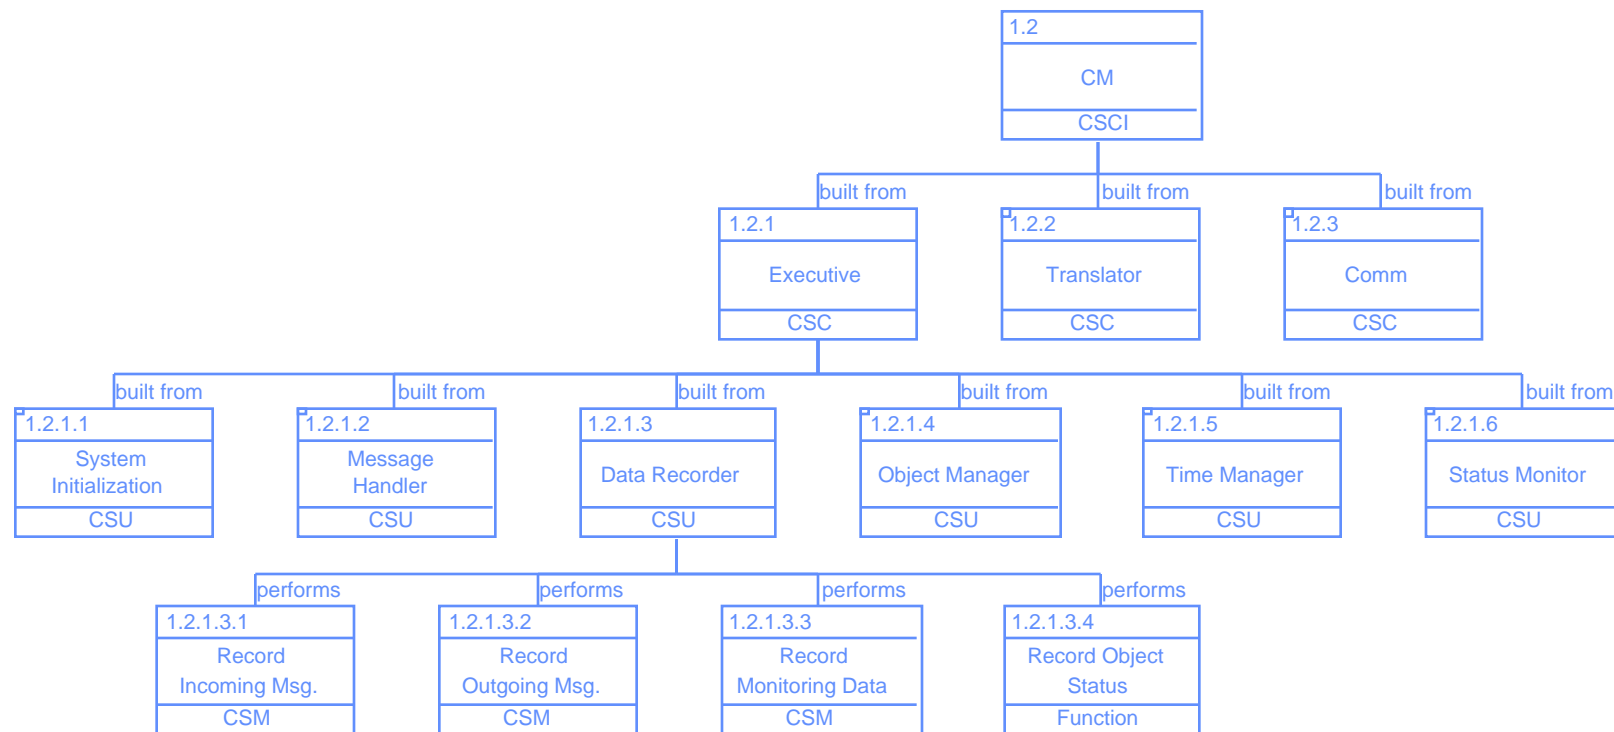 1.2
CM
CSCI
built from
built from
built from
1.2.1
Executive
CSC
1.2.2
Translator
CSC
1.2.3
Comm
CSC
built from
built from
built from
built from
built from
built from
1.2.1.1
System
Initialization
CSU
1.2.1.2
Message
Handler
CSU
1.2.1.3
Data Recorder
CSU
1.2.1.4
Object Manager
CSU
1.2.1.5
Time Manager
CSU
1.2.1.6
Status Monitor
CSU
performs
performs
performs
performs
1.2.1.3.1
Record
Incoming Msg.
CSM
1.2.1.3.2
Record
Outgoing Msg.
CSM
1.2.1.3.3
Record
Monitoring Data
CSM
1.2.1.3.4
Record Object
Status
Function